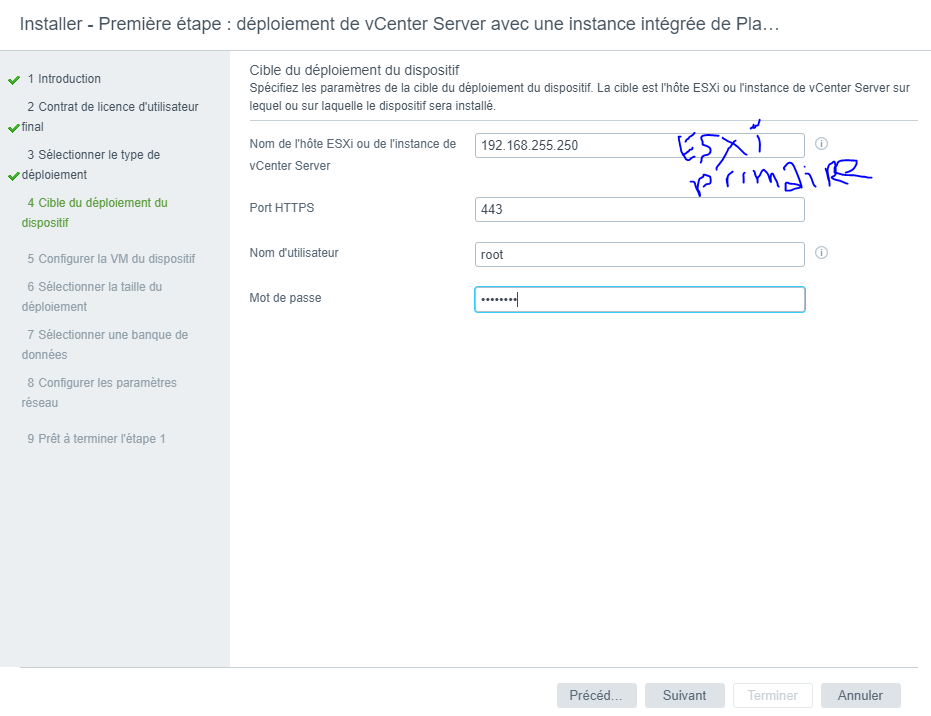 Installer - Première étape : déploiement de vCenter Server avec une instance intégrée de Pla…
1 Introduction
2 Contrat de licence d'utilisateur
final
3 Sélectionner le type de
déploiement
4 Cible du déploiement du
dispositif
5 Configurer la VM du dispositif
6 Sélectionner la taille du
déploiement
7 Sélectionner une banque de
données
8 Configurer les paramètres
réseau
9 Prêt à terminer l'étape 1
Cible du déploiement du dispositif
Spécifiez les paramètres de la cible du déploiement du dispositif. La cible est l'hôte ESXi ou l'instance de vCenter Server sur
lequel ou sur laquelle le dispositif sera installé.
Nom de l'hôte ESXi ou de l'instance de
vCenter Server
192.168.255.250
ESXi
primaire
Port HTTPS
443
Nom d'utilisateur
root
Mot de passe
••••••••
Précéd…
Suivant
Terminer
Annuler